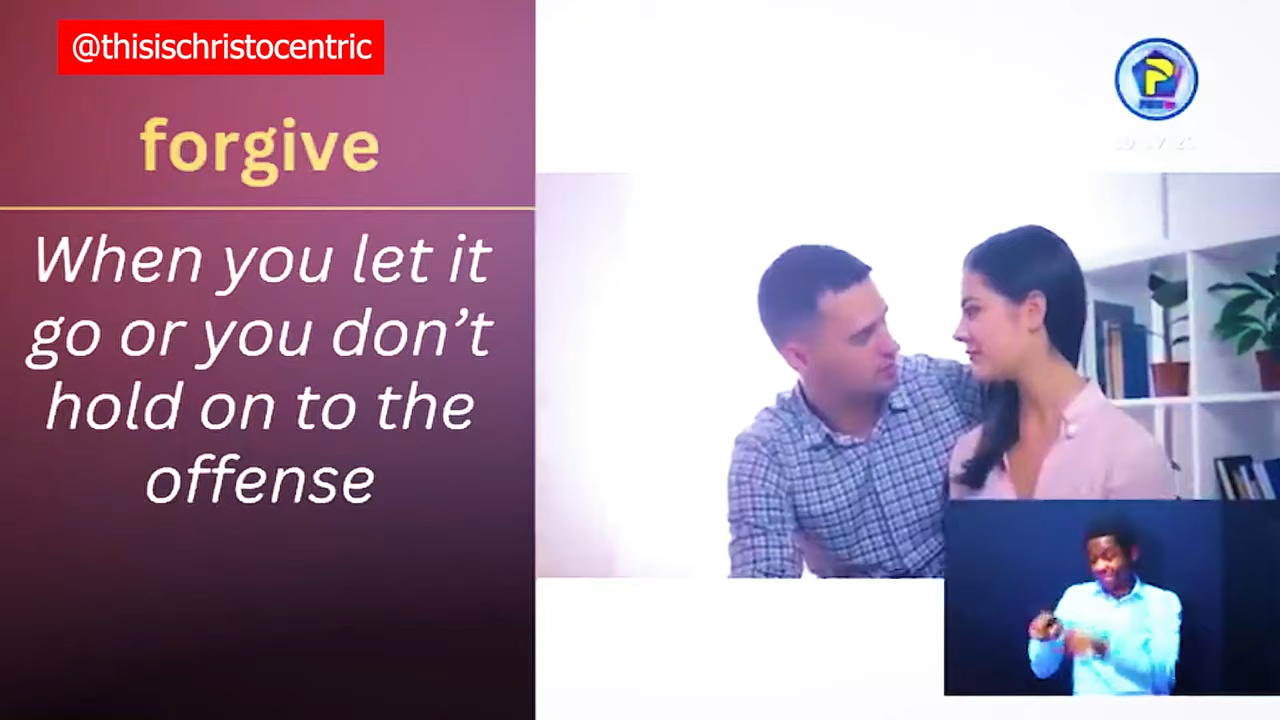 @thisischristocentric
forgive
When you let it
go or you don't
hold on to the
offense
P